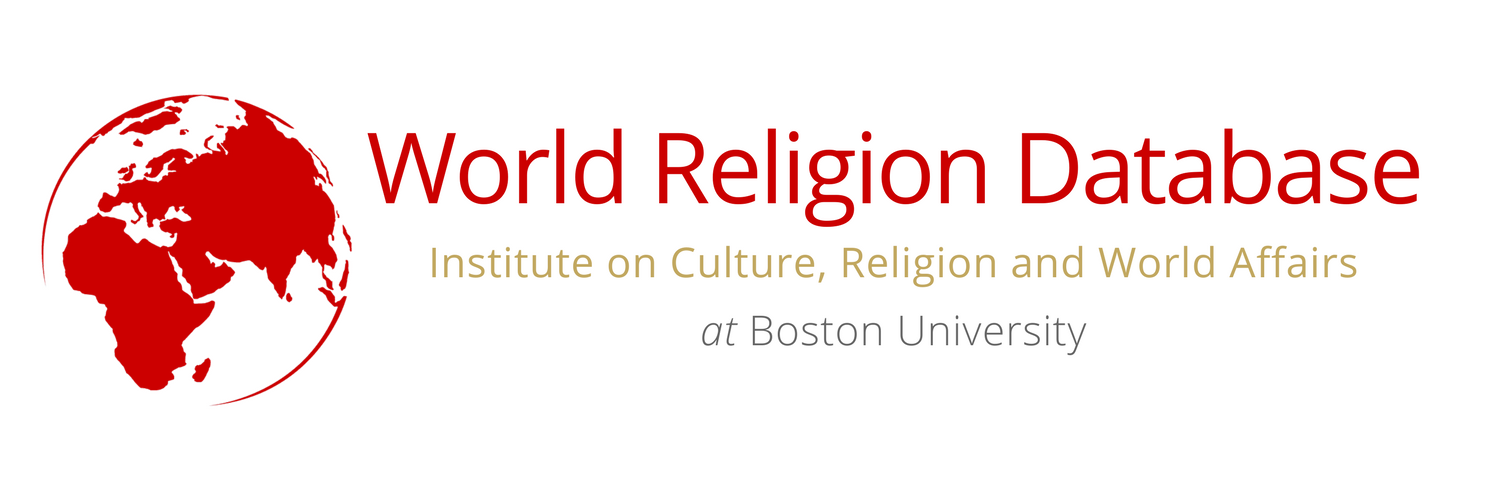 World Religion Database
Institute on Culture, Religion and World Affairs
at Boston University